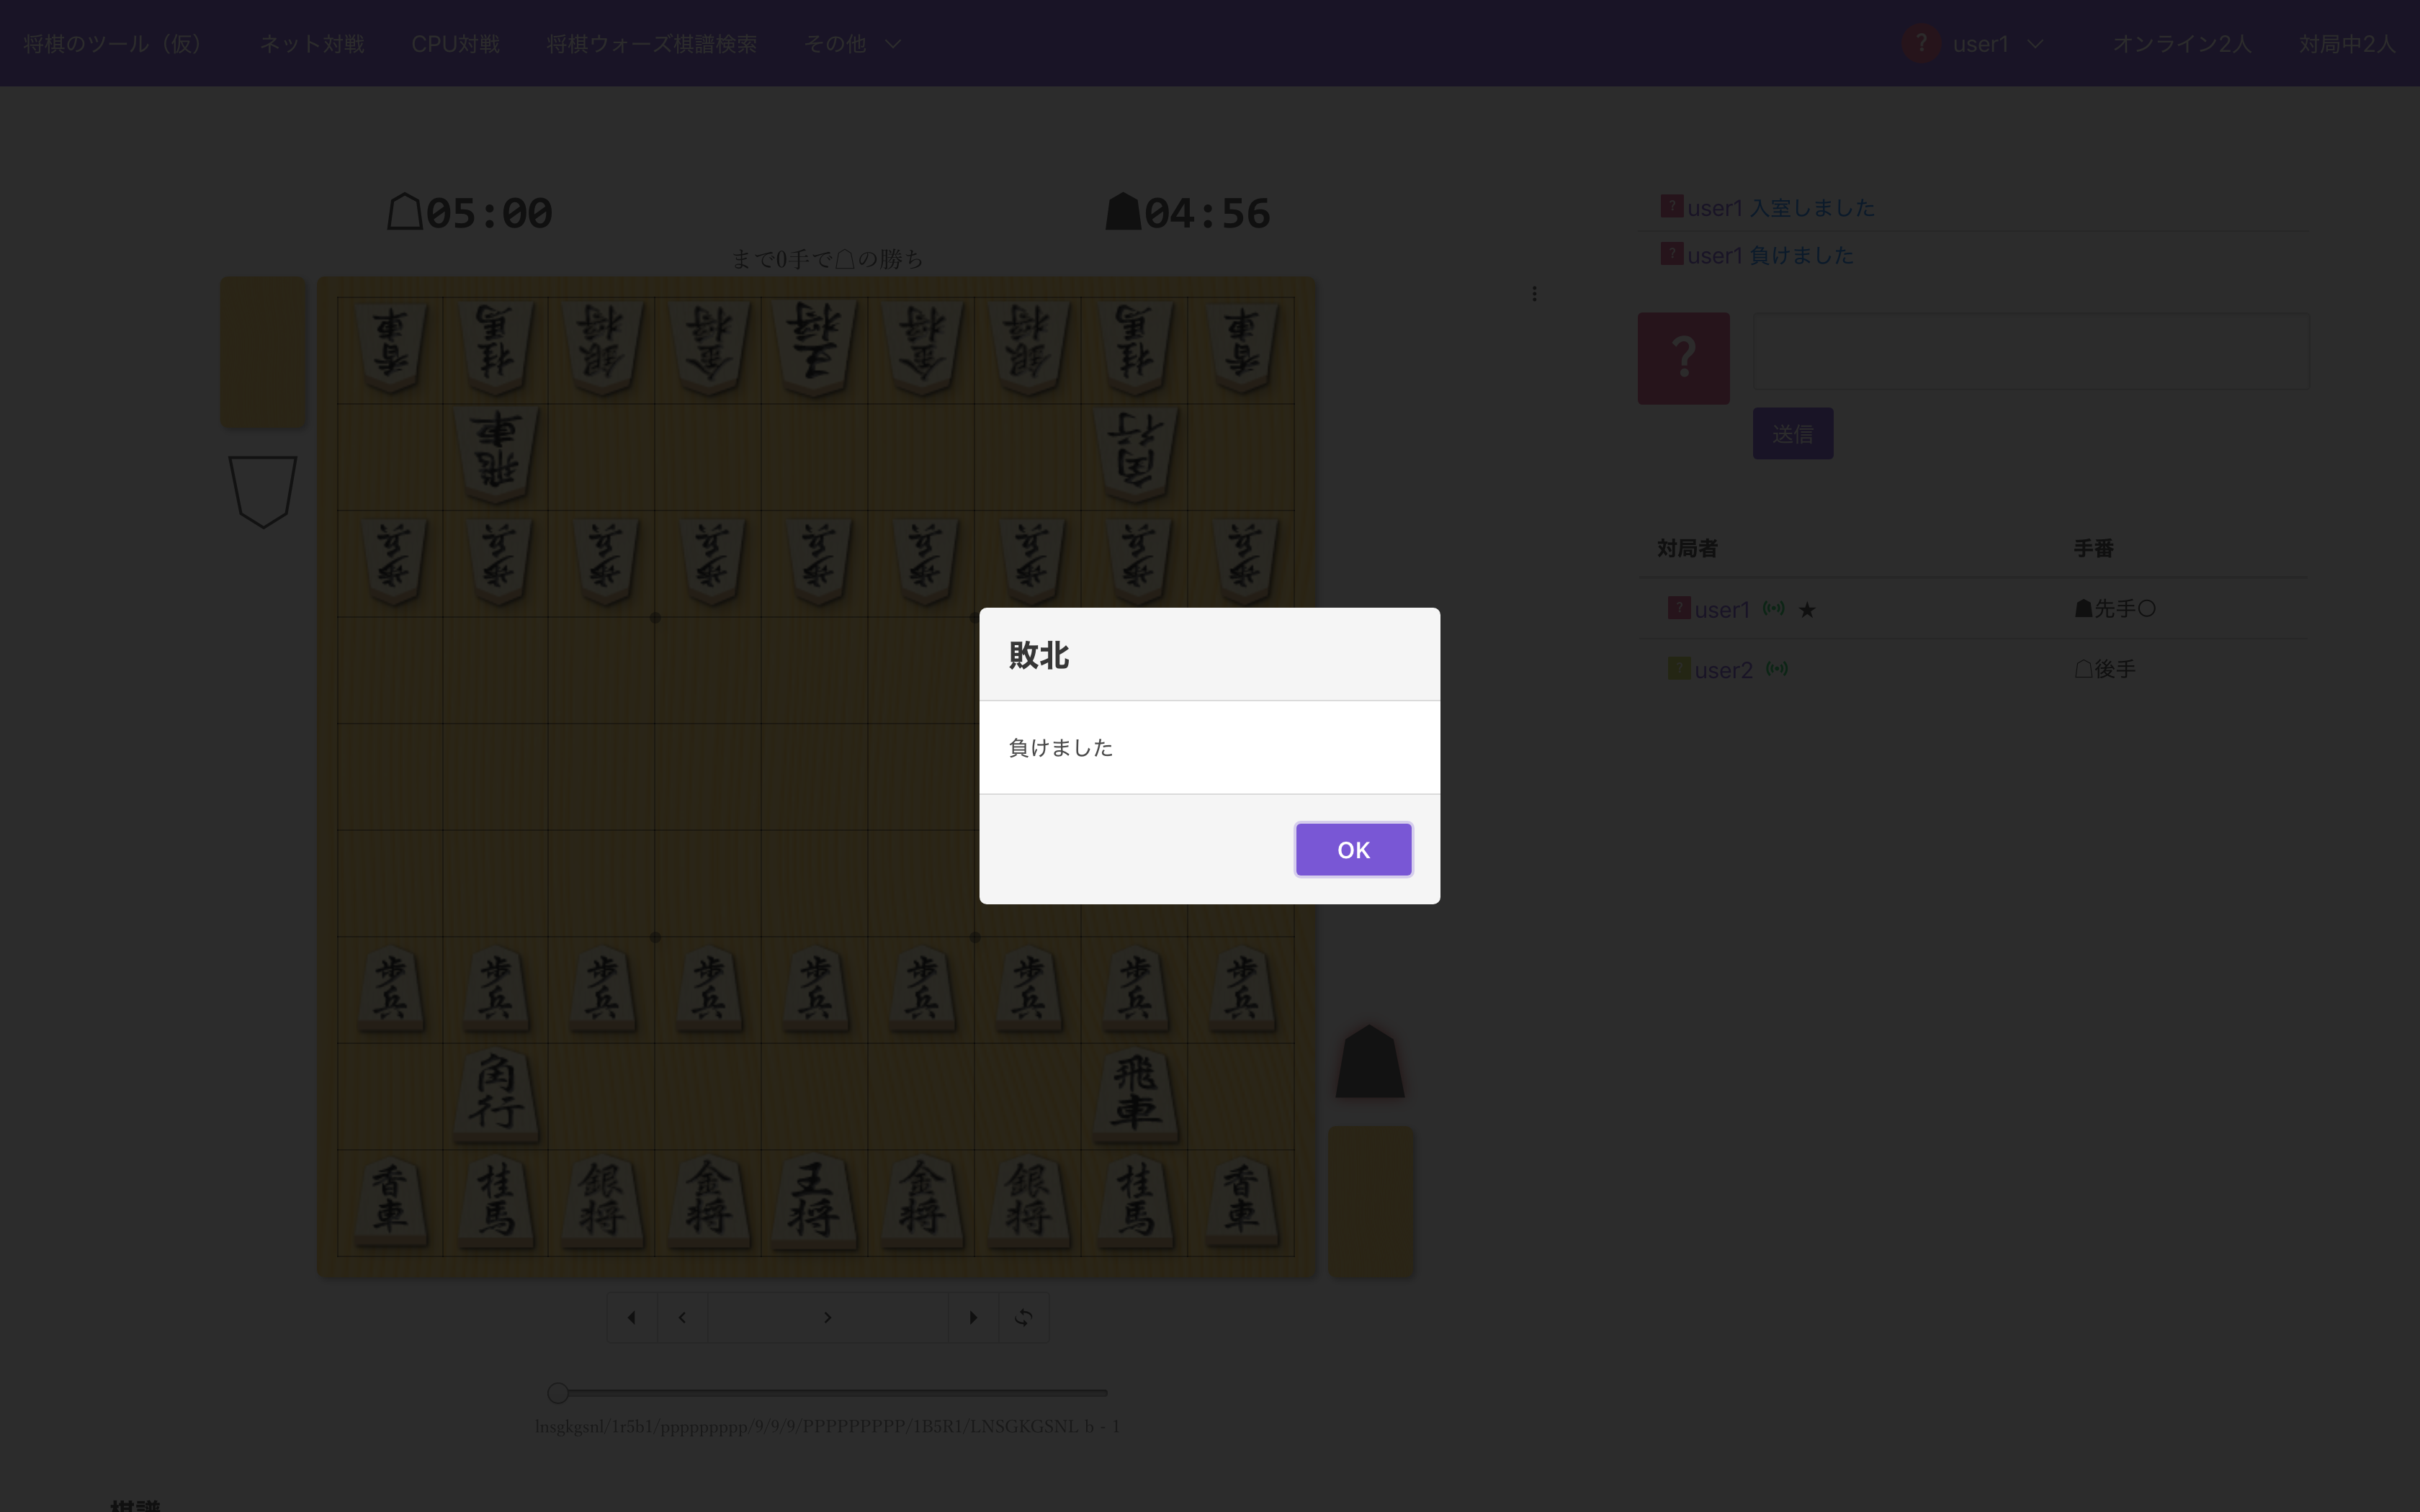 将棋のツール（仮） ネット対戦 CPU対戦 将棋ウォーズ棋譜検索 その他 ? user1 オンライン2人 対局中2人
☖05:00 ☗04:56
まで0手で☖の勝ち
? user1 入室しました
? user1 負けました
?
送信
香車 桂馬 銀将 金将 王将 金将 銀将 桂馬 香車
飛車 角行
歩兵 歩兵 歩兵 歩兵 歩兵 歩兵 歩兵 歩兵 歩兵
対局者 手番
? user1 ★ ☗先手○
? user2 ☖後手
敗北
負けました
OK
歩兵 歩兵 歩兵 歩兵 歩兵 歩兵 歩兵 歩兵 歩兵
角行 飛車
香車 桂馬 銀将 金将 王将 金将 銀将 桂馬 香車
lnsgkgsnl/1r5b1/ppppppppp/9/9/9/PPPPPPPPP/1B5R1/LNSGKGSNL b - 1
棋譜